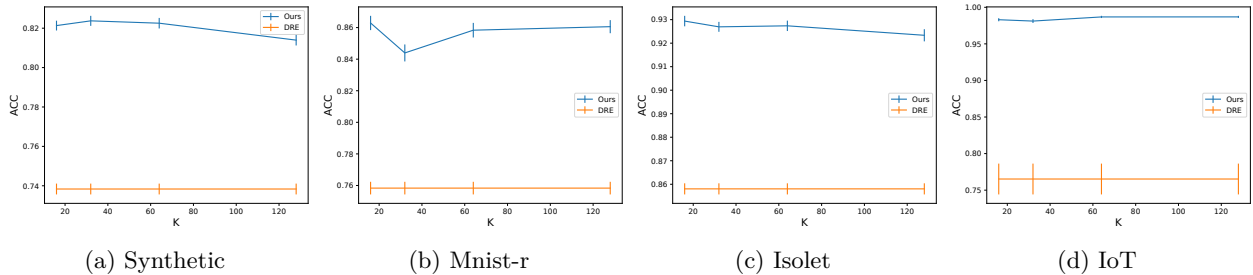 0.82
0.80
0.78
0.76
0.74
ACC
20 40 60 80 100 120
K
Ours
DRE
(a) Synthetic
0.86
0.84
0.82
0.80
0.78
0.76
ACC
20 40 60 80 100 120
K
Ours
DRE
(b) Mnist-r
0.93
0.92
0.91
0.90
0.89
0.88
0.87
0.86
ACC
20 40 60 80 100 120
K
Ours
DRE
(c) Isolet
1.00
0.95
0.90
0.85
0.80
0.75
ACC
20 40 60 80 100 120
K
Ours
DRE
(d) IoT